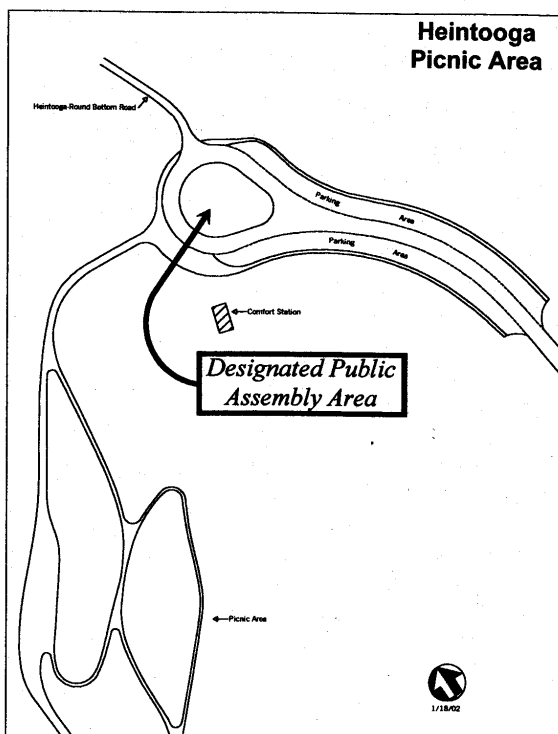 Heintooga
Picnic Area
Heintooga-Round Bottom Road
Parking Area
Parking Area
Comfort Station
Designated Public
Assembly Area
Picnic Area
1/18/02